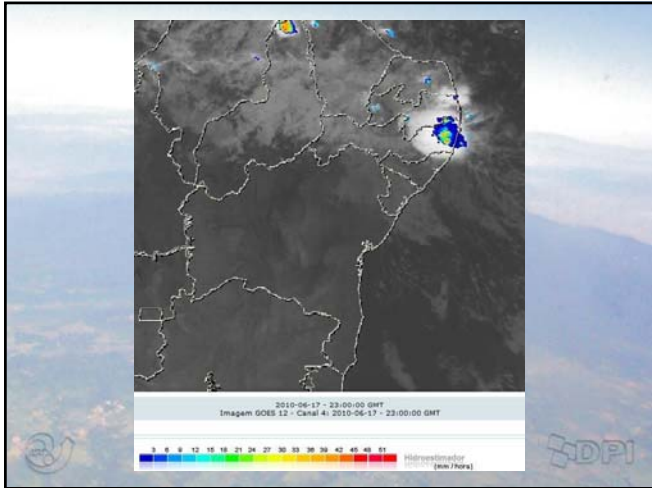 2010-06-17 - 23:00:00 GMT
Imagem GOES 12 - Canal 4: 2010-06-17 - 23:00:00 GMT
3 6 9 12 15 18 21 24 27 30 33 36 39 42 45 48 51
Hidroestimador
(mm / hora)
DPI